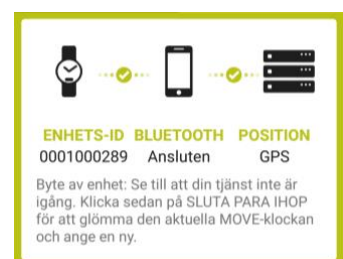 ENHETS-ID BLUETOOTH POSITION
0001000289 Ansluten GPS
Byte av enhet: Se till att din tjänst inte är
igång. Klicka sedan på SLUTA PARA IHOP
för att glömma den aktuella MOVE-klockan
och ange en ny.